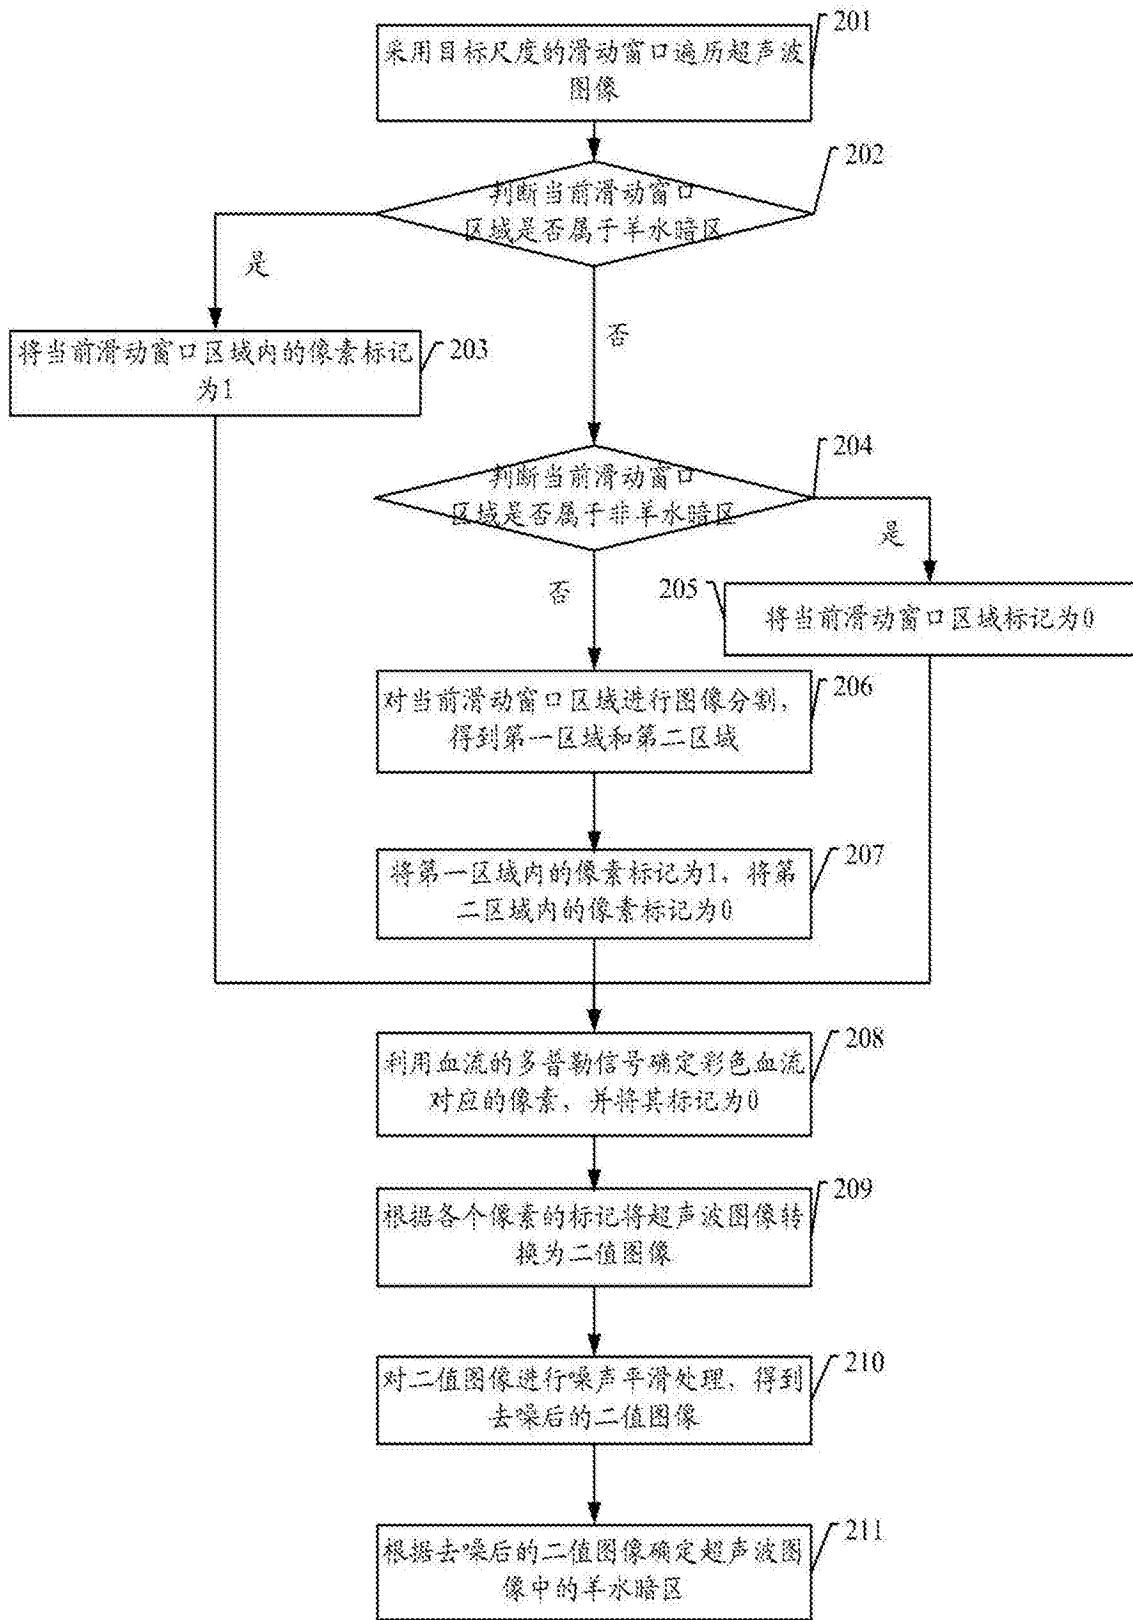 201
采用目标尺度的滑动窗口遍历超声波
图像
202
判断当前滑动窗口
区域是否属于羊水暗区
是
否
将当前滑动窗口区域内的像素标记
为1
203
204
判断当前滑动窗口
区域是否属于非羊水暗区
是
否
205
将当前滑动窗口区域标记为0
对当前滑动窗口区域进行图像分割，
得到第一区域和第二区域
206
将第一区域内的像素标记为1，将第
二区域内的像素标记为0
207
利用血流的多普勒信号确定彩色血流
对应的像素，并将其标记为0
208
根据各个像素的标记将超声波图像转
换为二值图像
209
对二值图像进行噪声平滑处理，得到
去噪后的二值图像
210
根据去噪后的二值图像确定超声波图
像中的羊水暗区
211